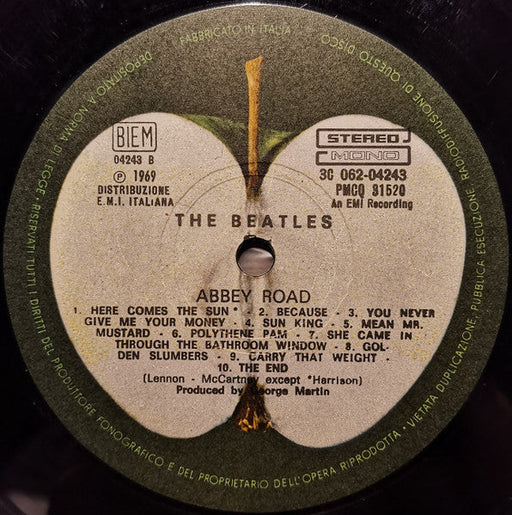 FABBRICATO IN ITALIA
DEPOSITATO A NORMA DI LEGGE - RISERVATI TUTTI I DIRITTI DEL PRODUTTORE FONOGRAFICO E DEL PROPRIETARIO DELL'OPERA RIPRODOTTA - VIETATA DUPLICAZIONE, PUBBLICA ESECUZIONE RADIODIFFUSIONE DI QUESTO DISCO
BIEM
04243 B
Ⓟ 1969
DISTRIBUZIONE
E.M.I. ITALIANA
STEREO
MONO
3C 062-04243
PMCQ 31520
An EMI Recording
THE BEATLES
ABBEY ROAD
1. HERE COMES THE SUN * - 2. BECAUSE - 3. YOU NEVER
GIVE ME YOUR MONEY - 4. SUN KING - 5. MEAN MR.
MUSTARD - 6. POLYTHENE PAM - 7. SHE CAME IN
THROUGH THE BATHROOM WINDOW - 8. GOL-
DEN SLUMBERS - 9. CARRY THAT WEIGHT -
10. THE END
(Lennon - McCartney except *Harrison)
Produced by George Martin